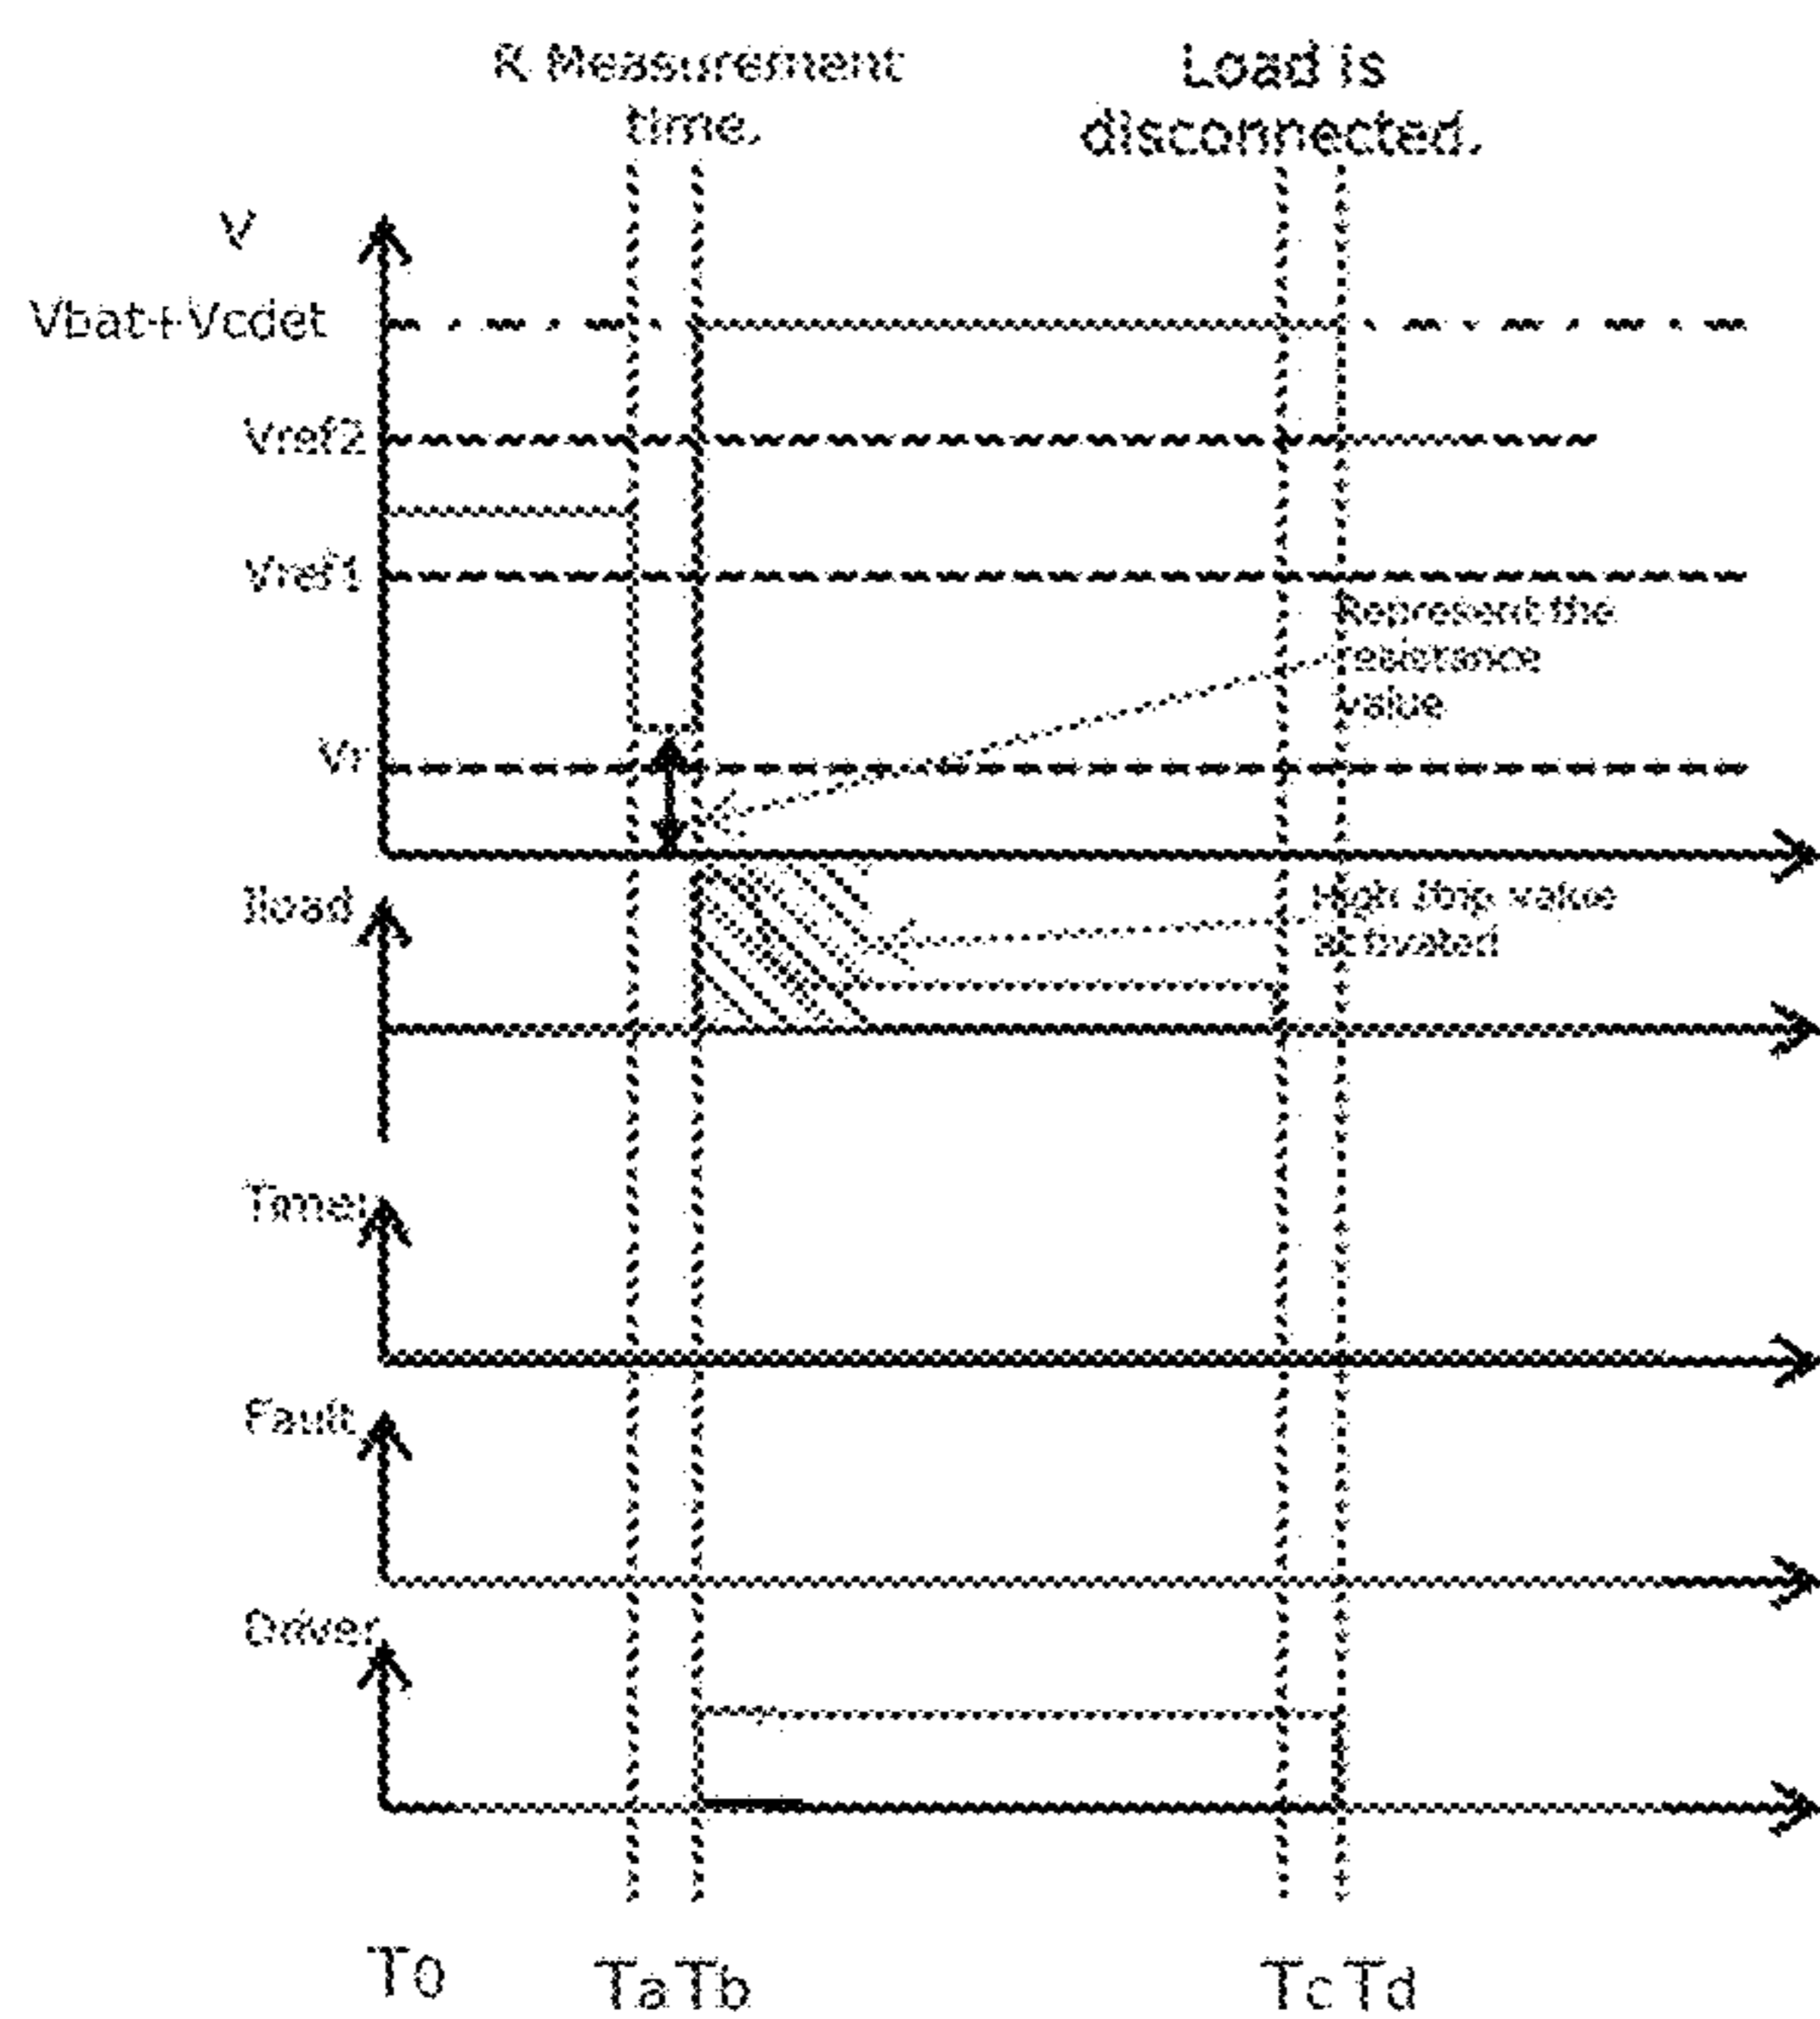 R Measurement
time.
Load is
disconnected.
V
Vbat+Vcdet
Vref2
Vref1
Represent the
resistance
value
Vr
Iload
High Itrip value
activated
Timer
Fault
Driver
T0
Ta
Tb
Tc
Td